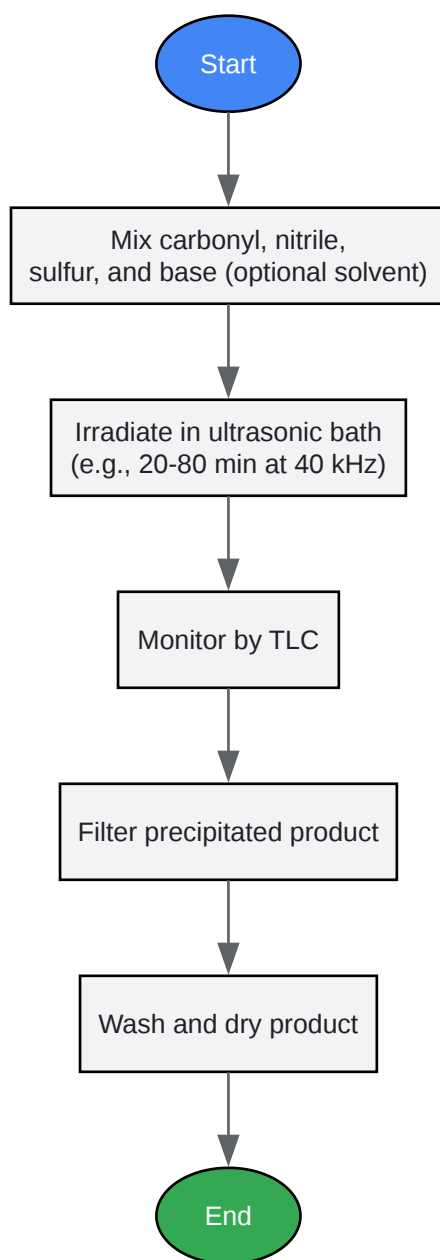 Start
Mix carbonyl, nitrile,
sulfur, and base (optional solvent)
Irradiate in ultrasonic bath
(e.g., 20-80 min at 40 kHz)
Monitor by TLC
Filter precipitated product
Wash and dry product
End